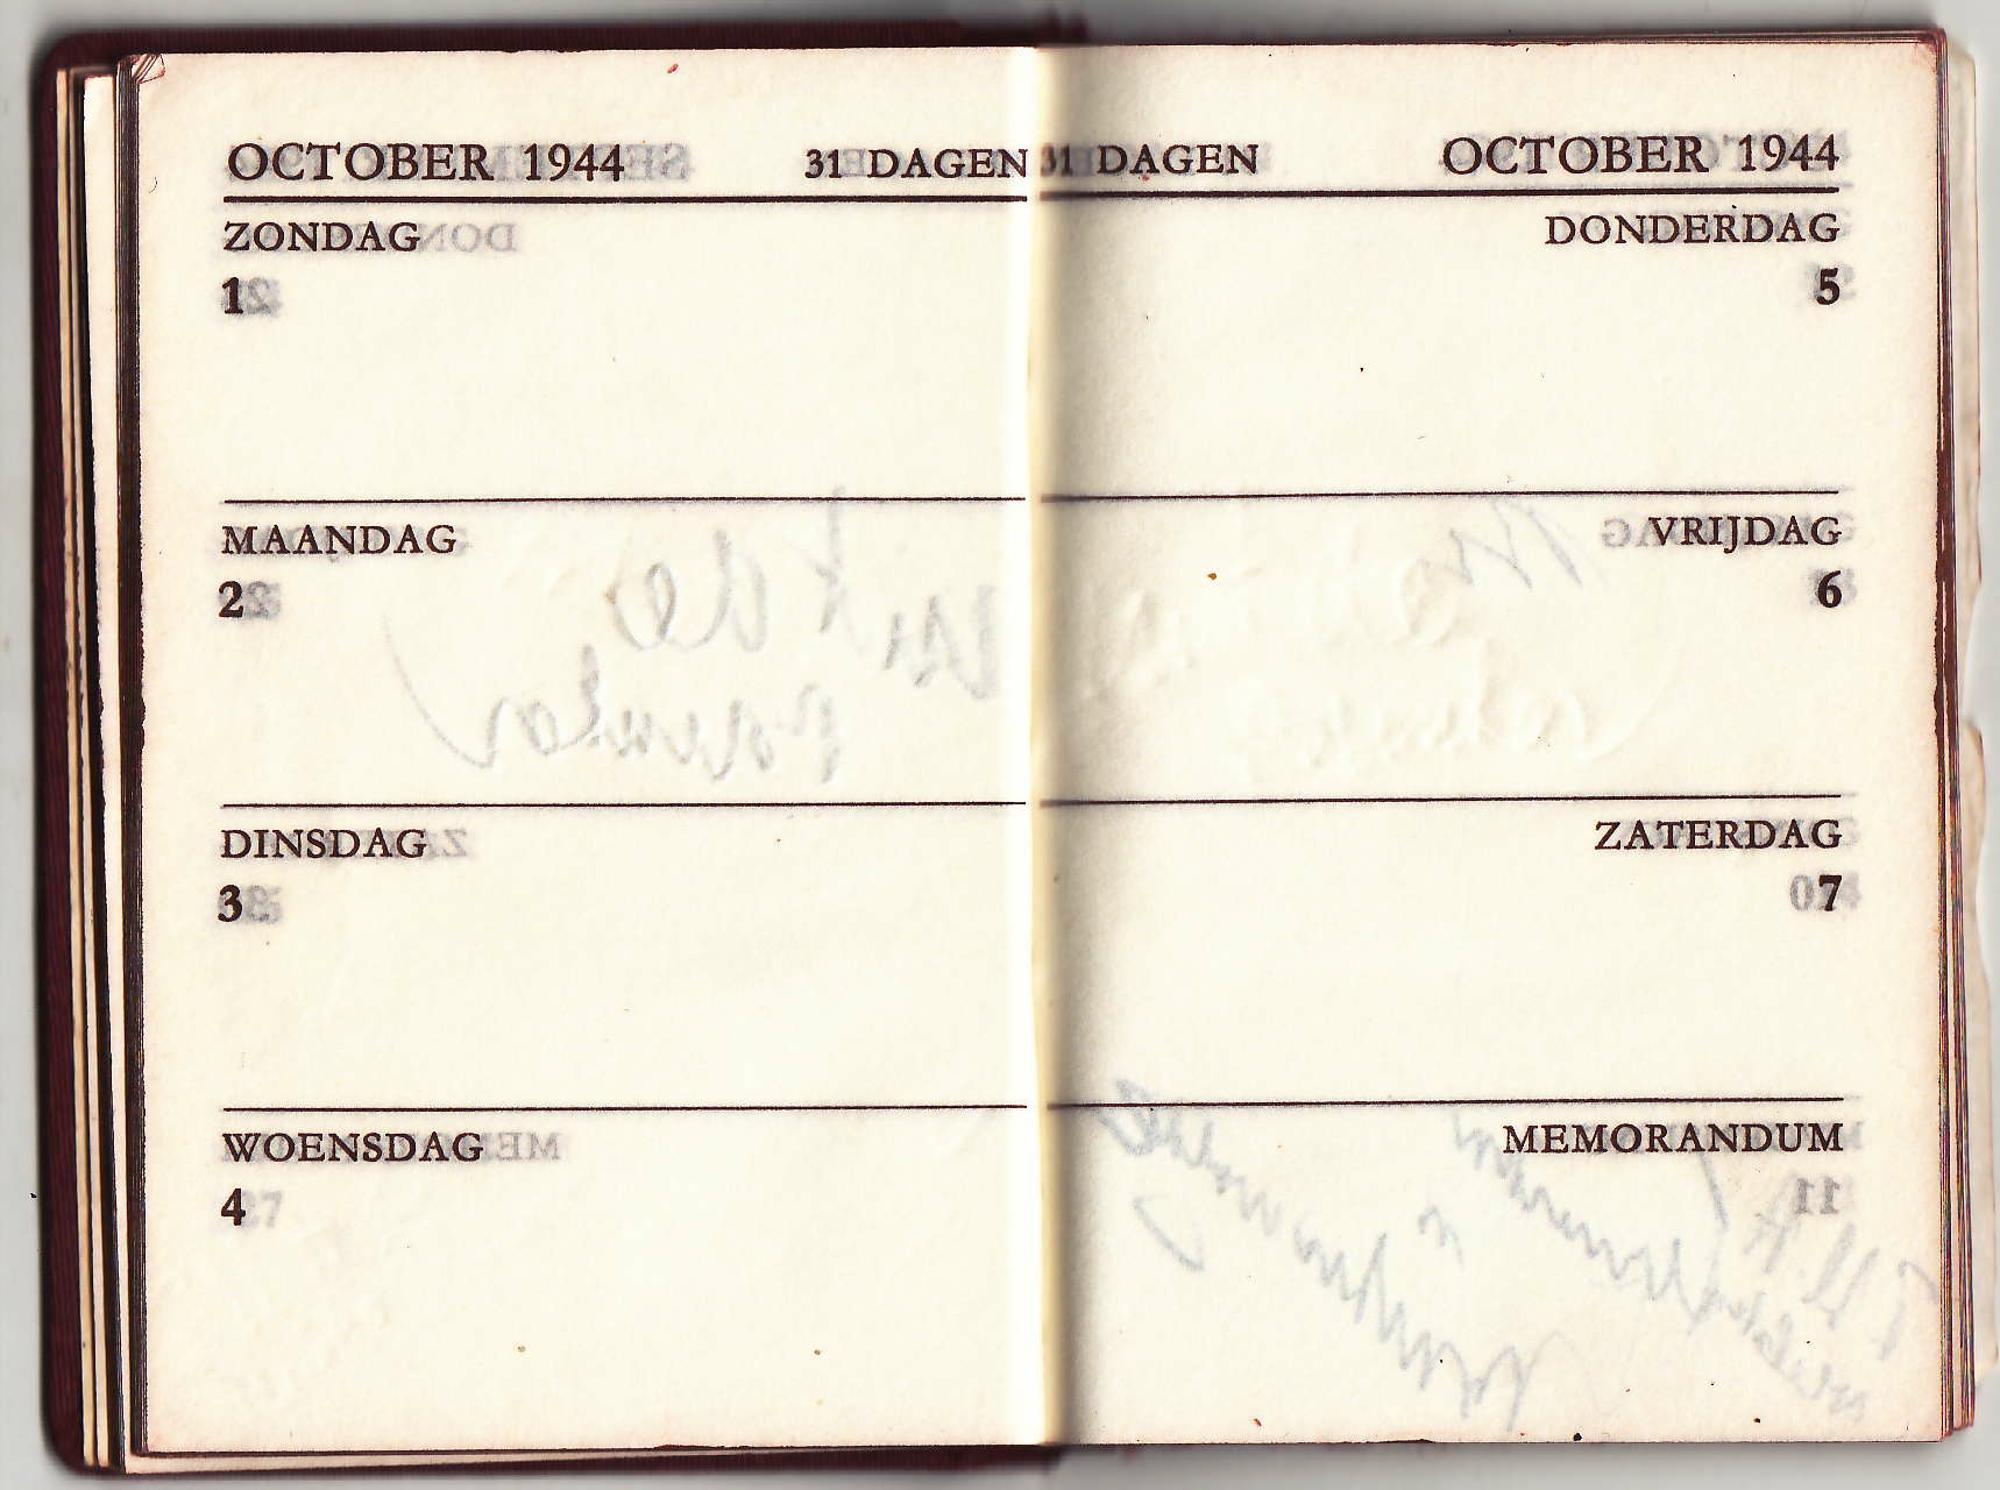 OCTOBER 1944 31 DAGEN
ZONDAG
1
MAANDAG
2
DINSDAG
3
WOENSDAG
4
31 DAGEN OCTOBER 1944
DONDERDAG
5
VRIJDAG
6
ZATERDAG
7
MEMORANDUM